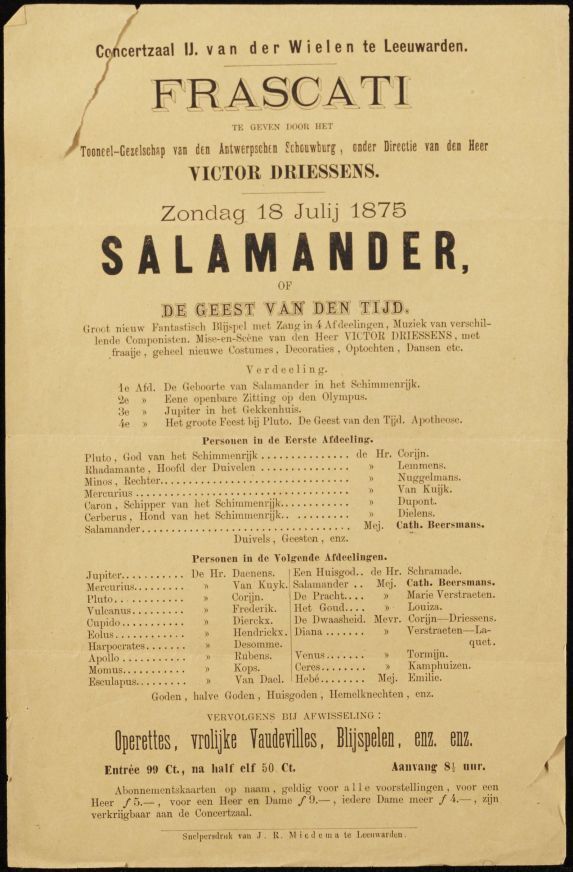 Concertzaal IJ. van der Wielen te Leeuwarden.
FRASCATI
TE GEVEN DOOR HET
Tooneel-Gezelschap van den Antwerpschen Schouwburg, onder Directie van den Heer
VICTOR DRIESSENS.
Zondag 18 Julij 1875
SALAMANDER,
OF
DE GEEST VAN DEN TIJD.
Groot nieuw Fantastisch Blijspel met Zang in 4 Afdeelingen, Muziek van verschil-
lende Componisten. Mise-en-Scène van den Heer VICTOR DRIESSENS, met
fraaije, geheel nieuwe Costumes, Decoraties, Optochten, Dansen etc.
Verdeeling.
1e Afd. De Geboorte van Salamander in het Schimmenrijk.
2e » Eene openbare Zitting op den Olympus.
3e » Jupiter in het Gekkenhuis.
4e » Het groote Feest bij Pluto. De Geest van den Tijd. Apotheose.
Personen in de Eerste Afdeeling.
Pluto, God van het Schimmenrijk ............... de Hr. Corijn.
Rhadamante, Hoofd der Duivelen ............... » Lemmens.
Minos, Rechter............... » Nuggelmans.
Mercurius ............... » Van Kuijk.
Caron, Schipper van het Schimmenrijk............... » Dupont.
Cerberus, Hond van het Schimmenrijk............... » Dielens.
Salamander............... Mej. Cath. Beersmans.
Duivels, Geesten, enz.
Personen in de Volgende Afdeelingen.
Jupiter........... De Hr. Daenens.
Mercurius.......... » Van Kuyk.
Pluto.......... » Corijn.
Vulcanus.......... » Frederik.
Cupido.......... » Dierckx.
Eolus.......... » Hendrickx.
Harpocrates.......... » Desomme.
Apollo.......... » Rubens.
Momus.......... » Kops.
Esculapus.......... » Van Dael.
Een Huisgod.. de Hr. Schramade.
Salamander .. Mej. Cath. Beersmans.
De Pracht.... » Marie Verstraeten.
Het Goud.... » Louiza.
De Dwaasheid. Mevr. Corijn—Driessens.
Diana ....... » Verstraeten—La-
quet.
Venus....... » Tormijn.
Ceres........ » Kamphuizen.
Hebé........ Mej. Emilie.
Goden, halve Goden, Huisgoden, Hemelknechten, enz.
VERVOLGENS BIJ AFWISSELING:
Operettes, vrolijke Vaudevilles, Blijspelen, enz. enz.
Entrée 99 Ct., na half elf 50 Ct. Aanvang 8½ uur.
Abonnementskaarten op naam, geldig voor alle voorstellingen, voor een
Heer ƒ 5.—, voor een Heer en Dame ƒ 9.—, iedere Dame meer ƒ 4.—, zijn
verkrijgbaar aan de Concertzaal.
Snelpersdruk van J. R. Miedema te Leeuwarden.